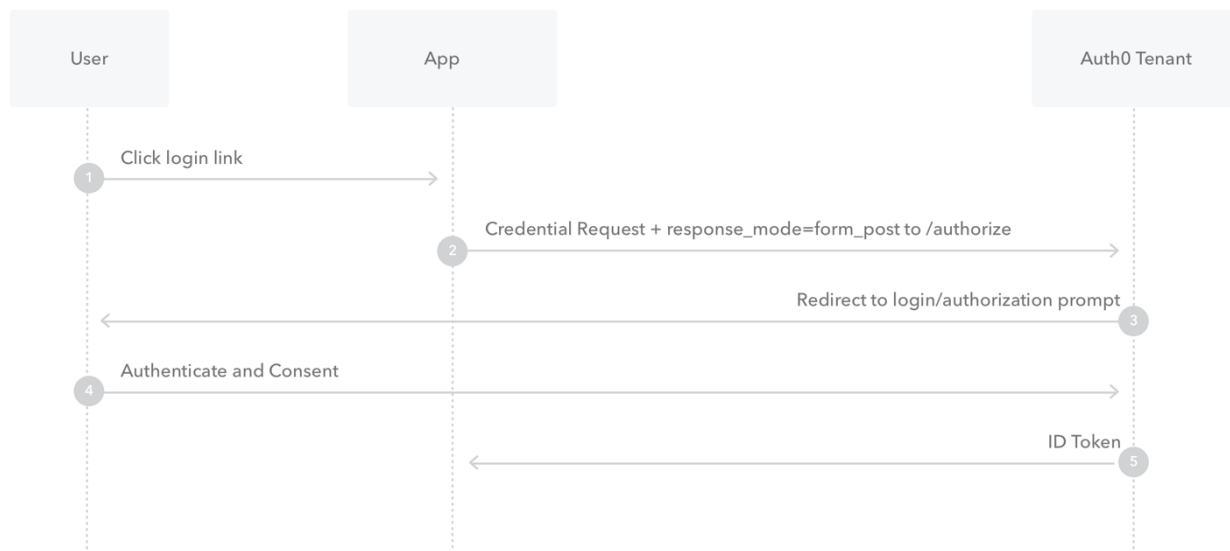 User
App
Auth0 Tenant
Click login link
1
Credential Request + response_mode=form_post to /authorize
2
Redirect to login/authorization prompt
3
Authenticate and Consent
4
ID Token
5